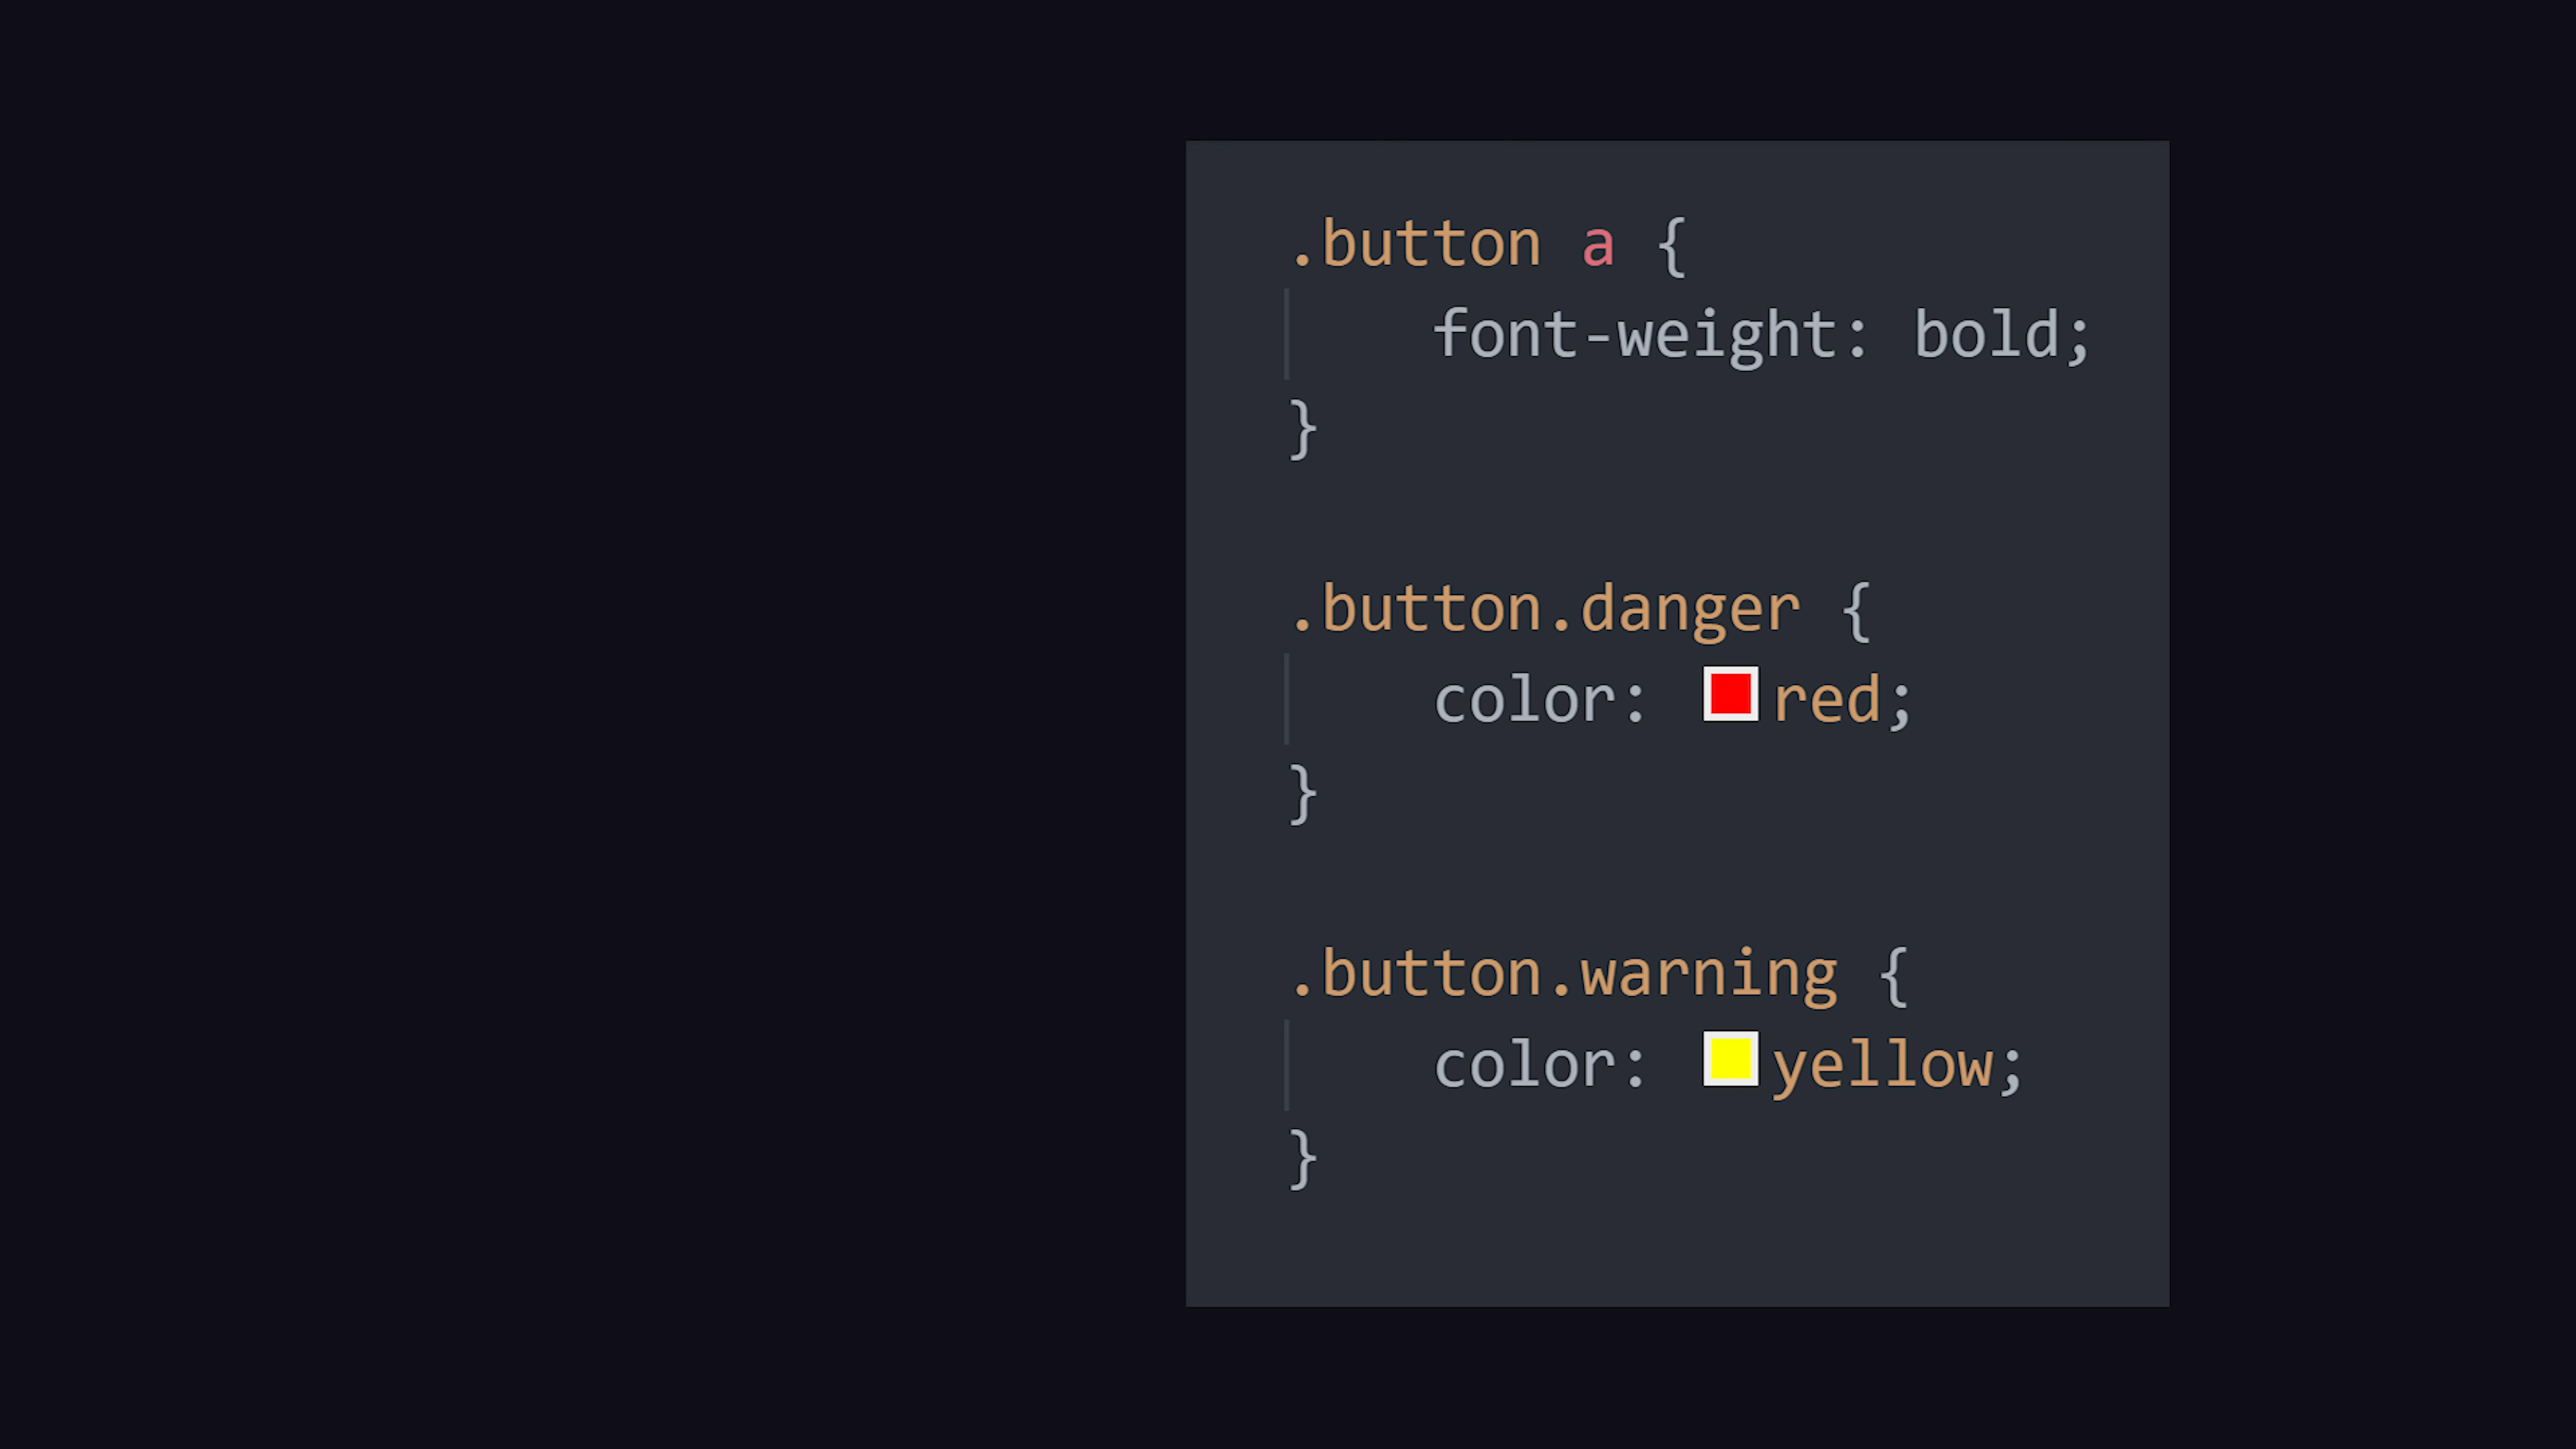 .button a {
    font-weight: bold;
}

.button.danger {
    color: red;
}

.button.warning {
    color: yellow;
}